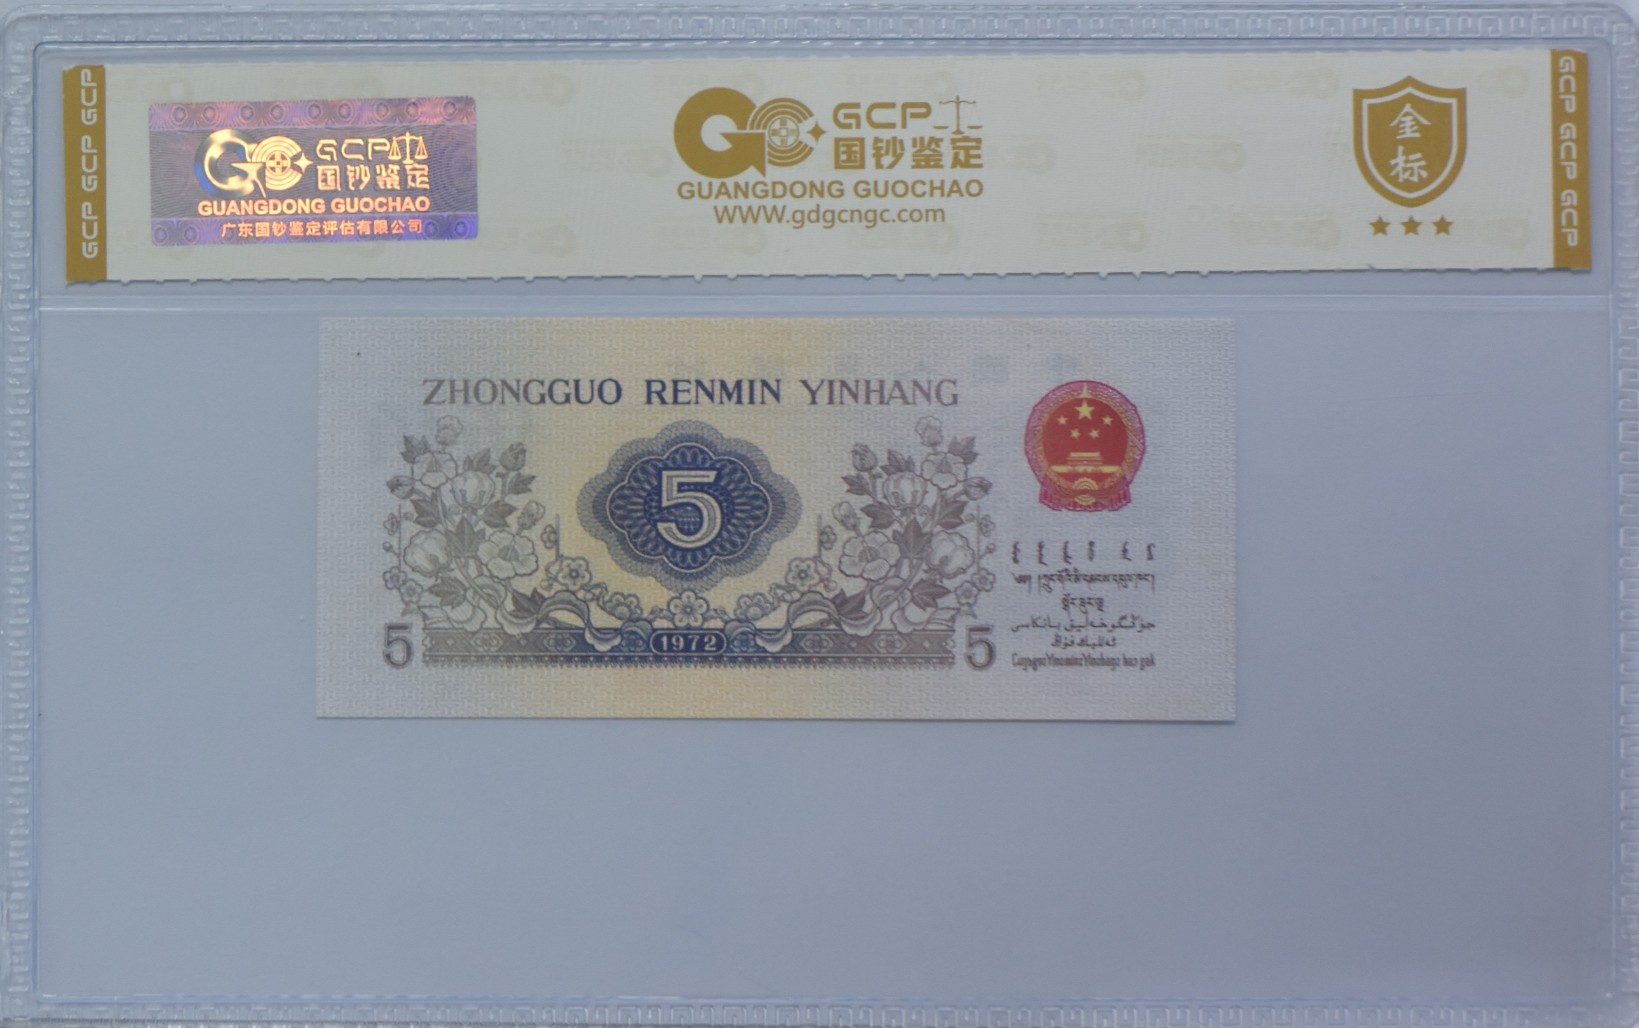 GCP GCP GCP
GCP
国钞鉴定
GUANGDONG GUOCHAO
广东国钞鉴定评估有限公司
GCP
国钞鉴定
GUANGDONG GUOCHAO
WWW.gdgcngc.com
金
标
GCP GCP GCP
ZHONGGUO RENMIN YINHANG
5
5
1972
5